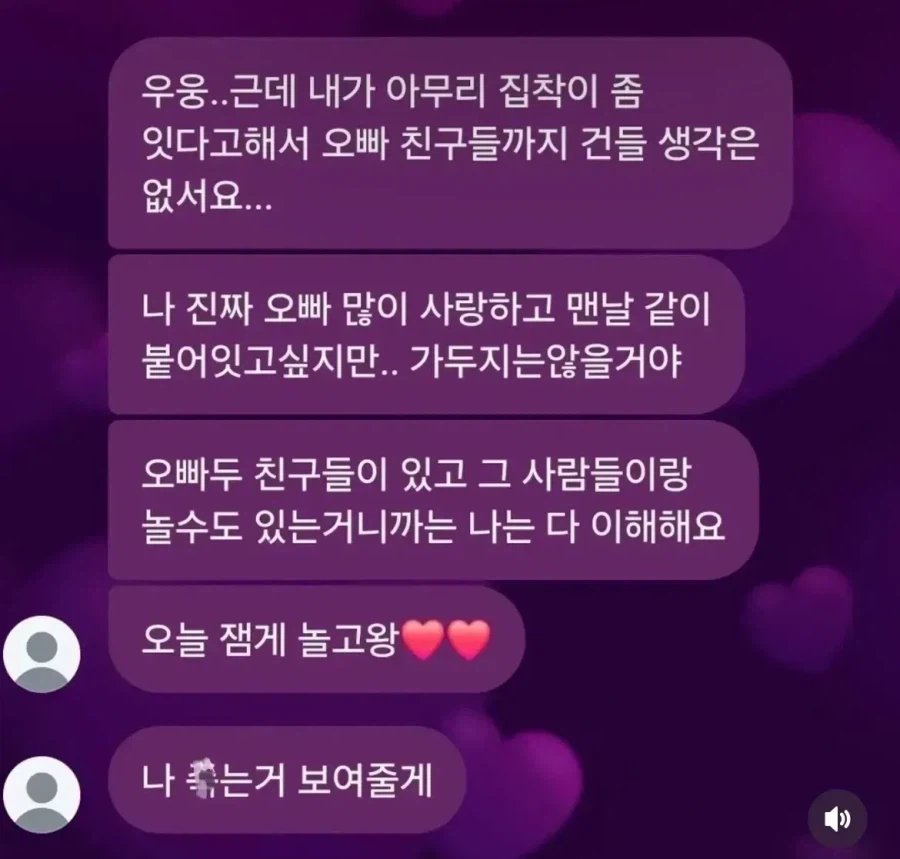 우웅..근데 내가 아무리 집착이 좀
잇다고해서 오빠 친구들까지 건들 생각은
없서요...
나 진짜 오빠 많이 사랑하고 맨날 같이
붙어잇고싶지만.. 가두지는않을거야
오빠두 친구들이 있고 그 사람들이랑
놀수도 있는거니까는 나는 다 이해해요
오늘 잼게 놀고왕❤️❤️
나 는거 보여줄게